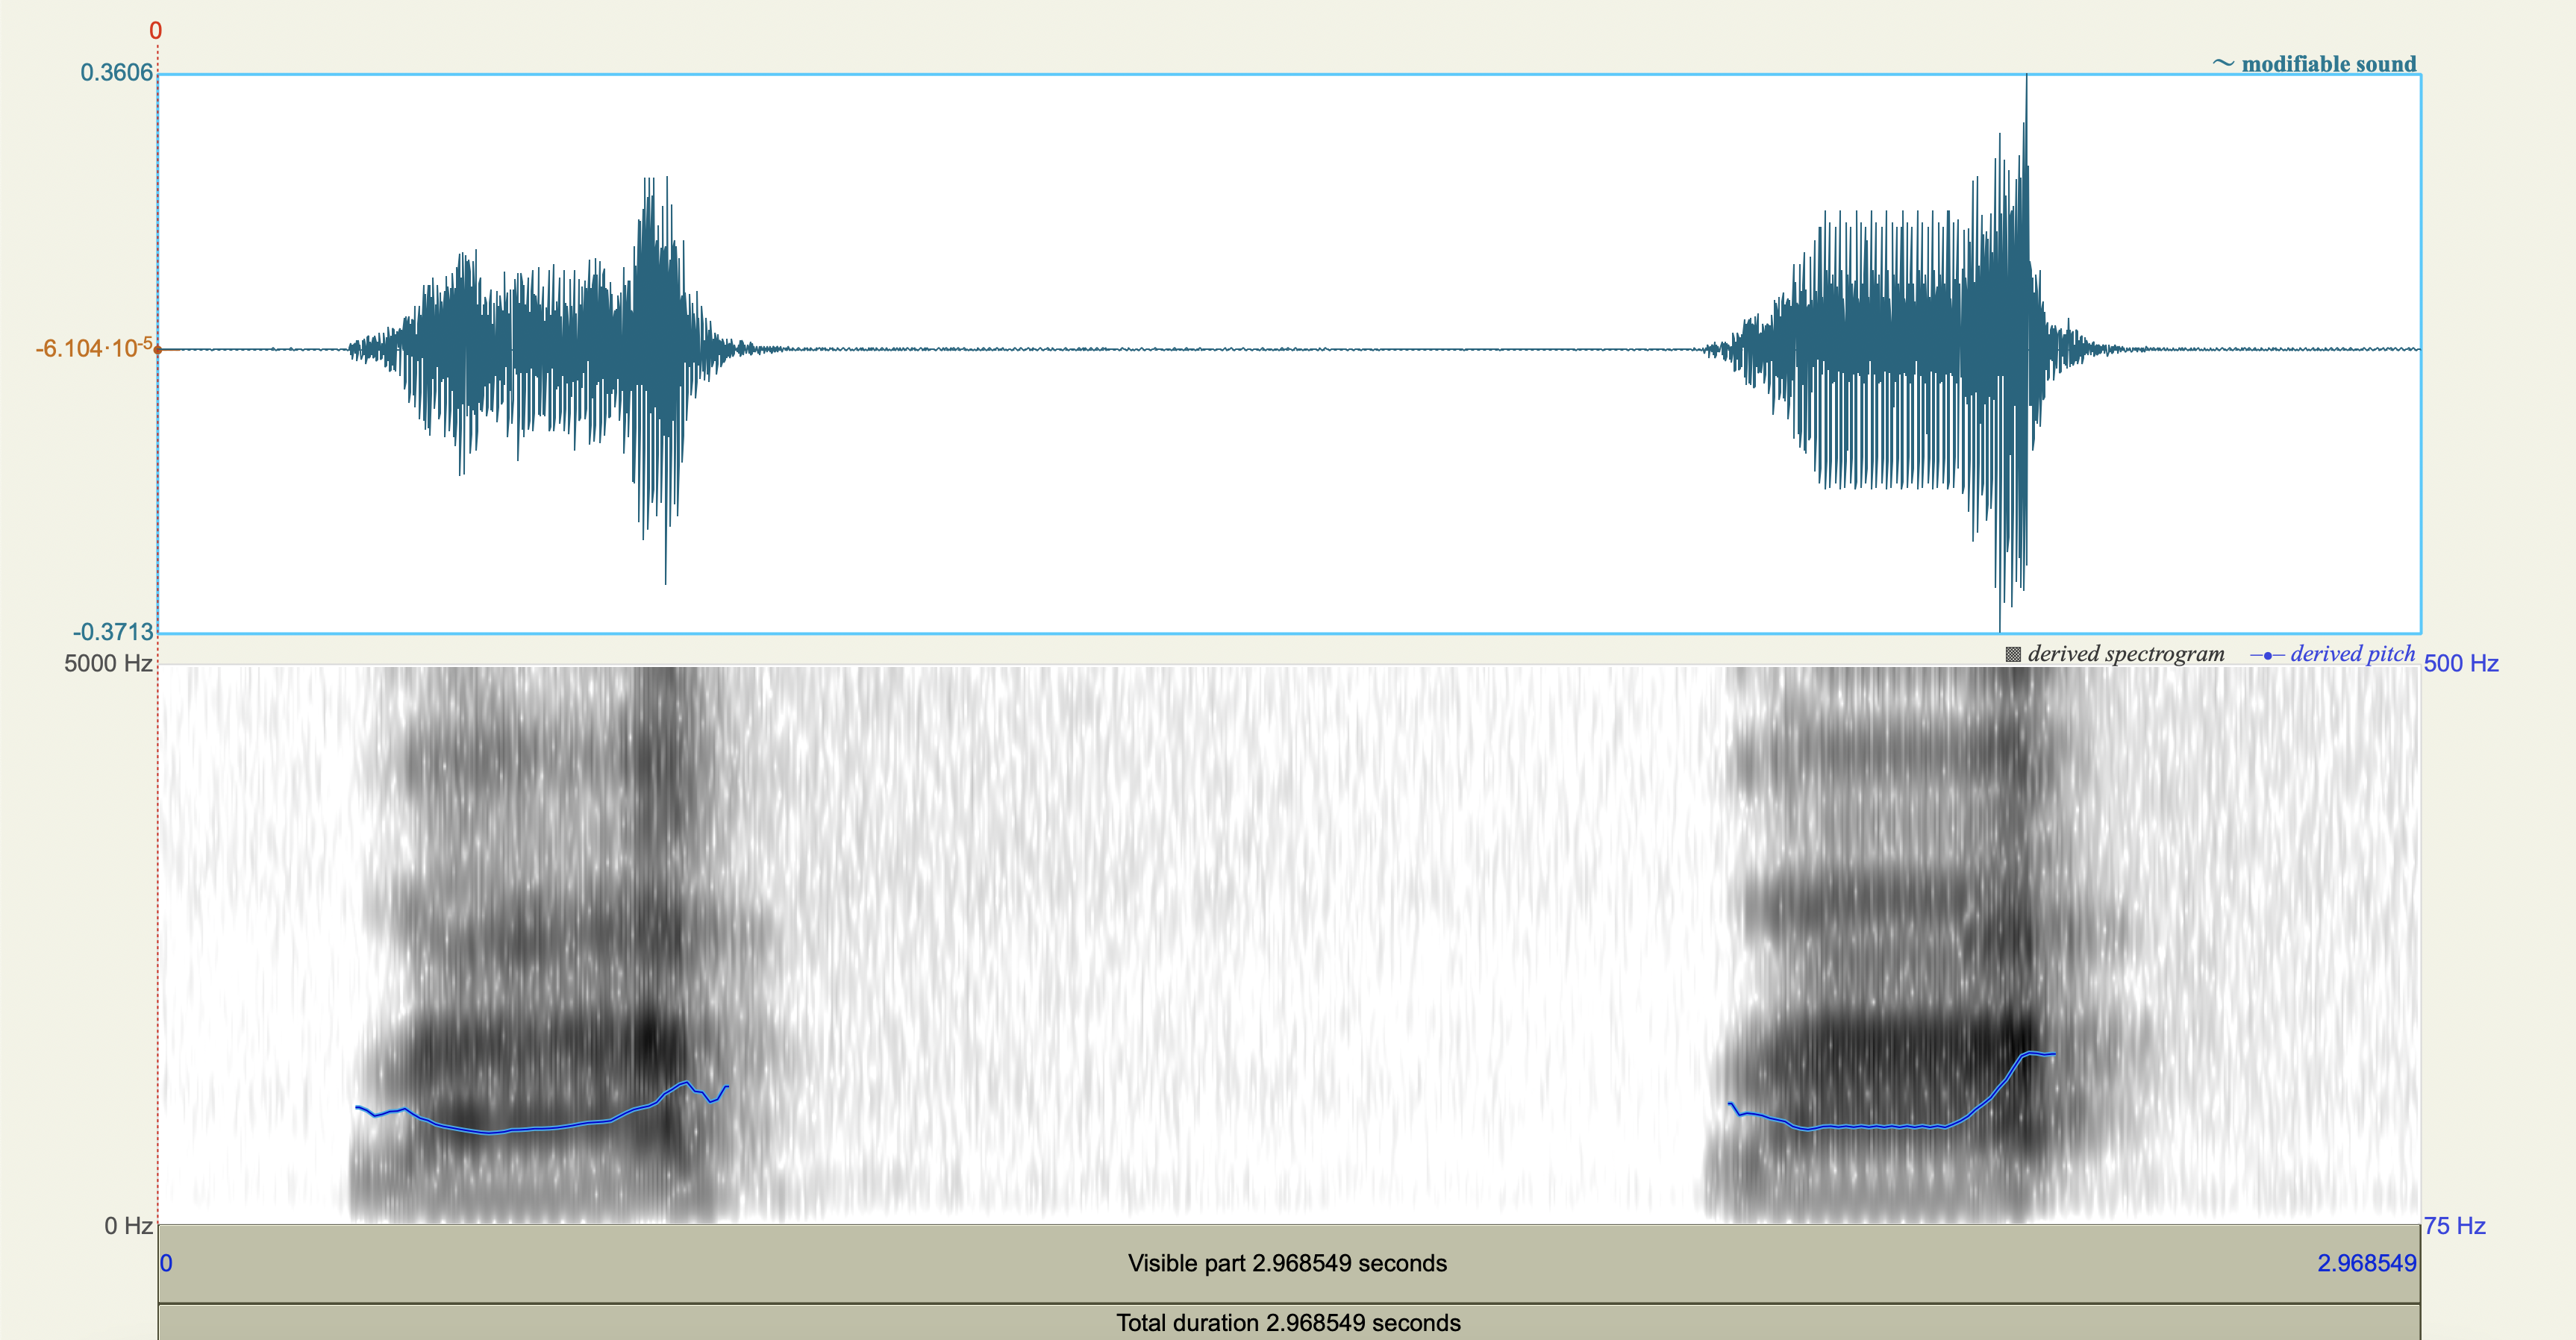 0
0.3606
~ modifiable sound
-6.104·10⁻⁵
-0.3713
5000 Hz
derived spectrogram derived pitch 500 Hz
0 Hz
75 Hz
0 Visible part 2.968549 seconds 2.968549
Total duration 2.968549 seconds